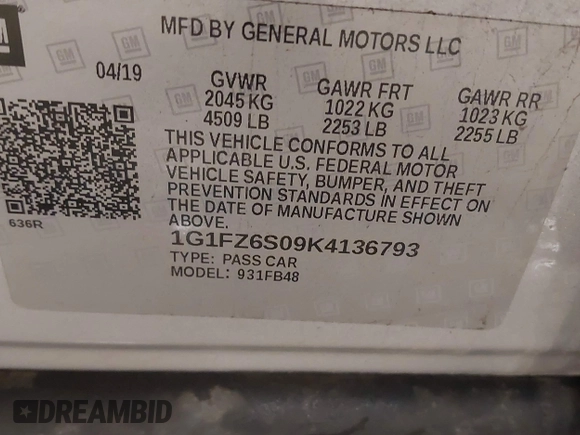 GM
MFD BY GENERAL MOTORS LLC
04/19
GVWR GAWR FRT GAWR RR
2045 KG 1022 KG 1023 KG
4509 LB 2253 LB 2255 LB
THIS VEHICLE CONFORMS TO ALL
APPLICABLE U.S. FEDERAL MOTOR
VEHICLE SAFETY, BUMPER, AND THEFT
PREVENTION STANDARDS IN EFFECT ON
THE DATE OF MANUFACTURE SHOWN
ABOVE.
636R
1G1FZ6S09K4136793
TYPE: PASS CAR
MODEL: 931FB48
DREAMBID